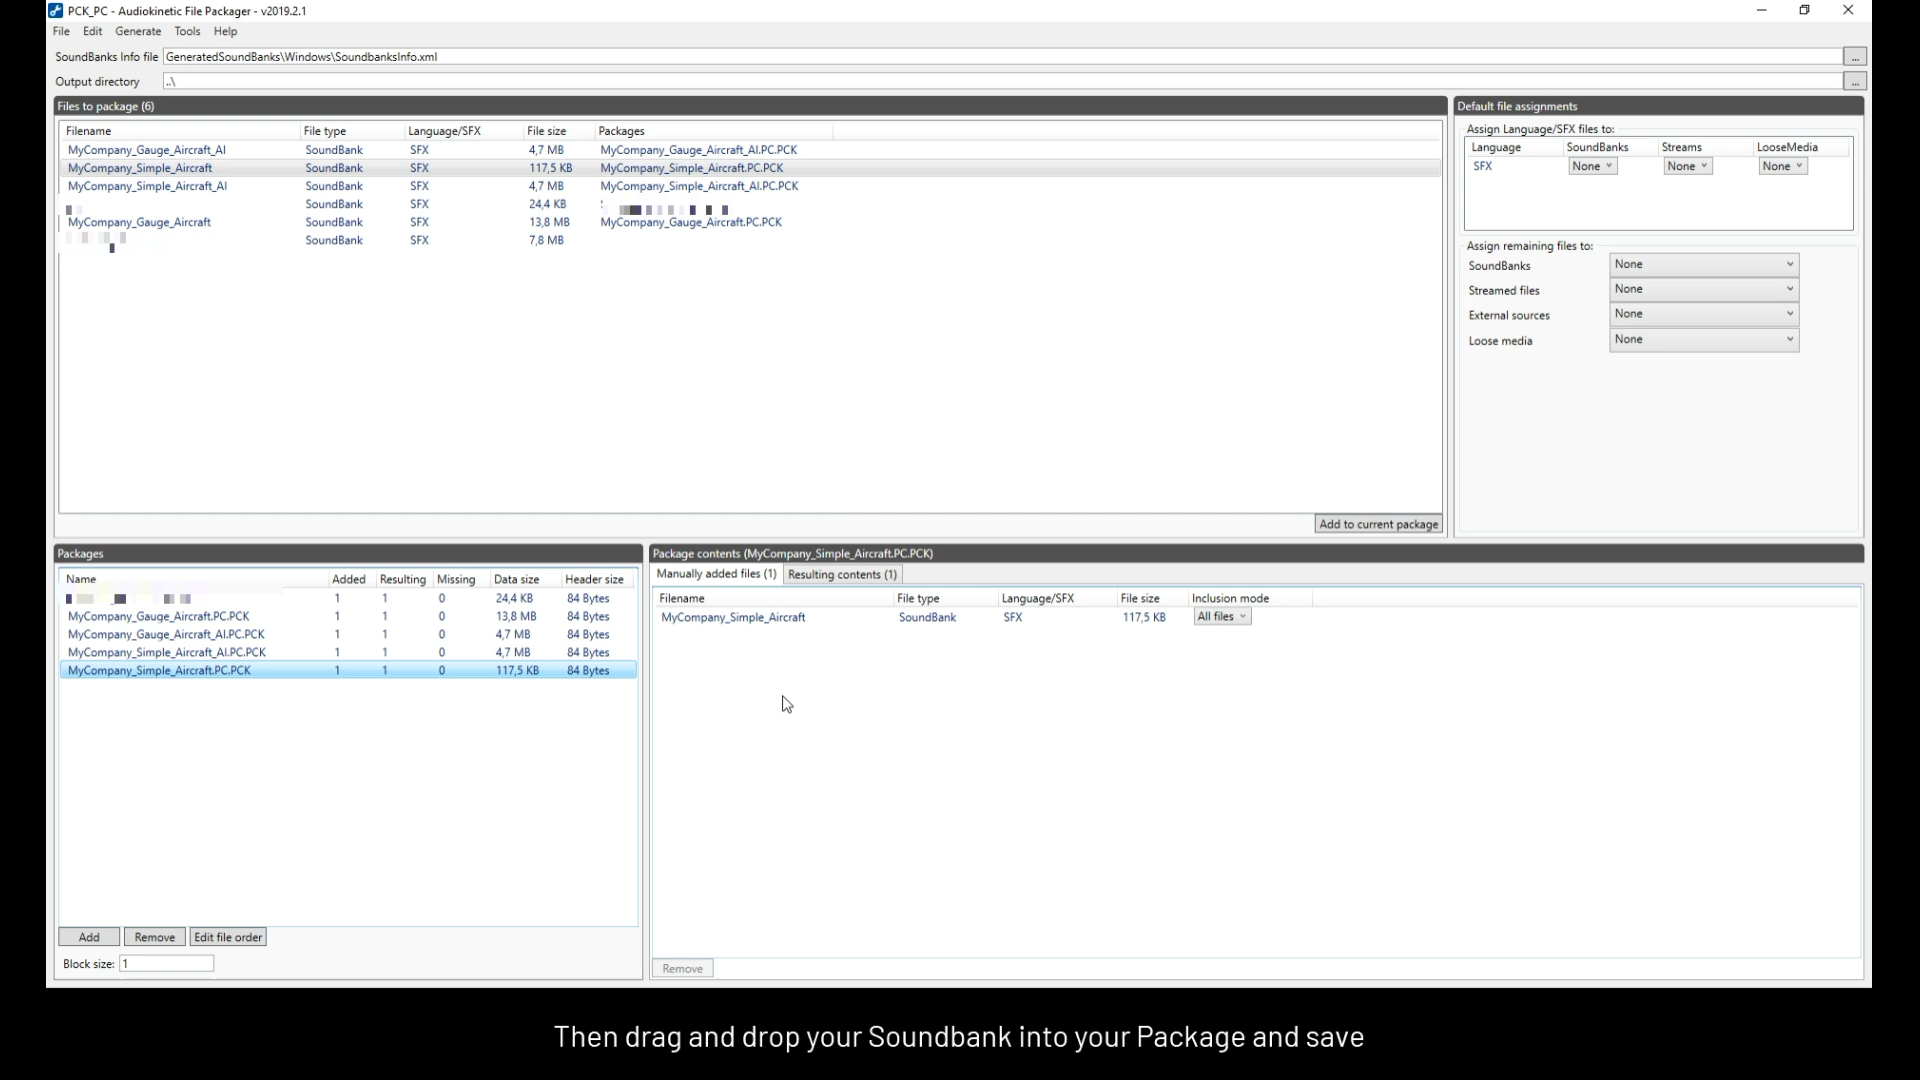 PCK_PC - Audiokinetic File Packager - v2019.2.1
File Edit Generate Tools Help
SoundBanks Info file GeneratedSoundBanks\Windows\SoundbanksInfo.xml ...
Output directory ..\ ...
Files to package (6)
Filename File type Language/SFX File size Packages
MyCompany_Gauge_Aircraft_AI SoundBank SFX 4,7 MB MyCompany_Gauge_Aircraft_AI.PC.PCK
MyCompany_Simple_Aircraft SoundBank SFX 117,5 KB MyCompany_Simple_Aircraft.PC.PCK
MyCompany_Simple_Aircraft_AI SoundBank SFX 4,7 MB MyCompany_Simple_Aircraft_AI.PC.PCK
SoundBank SFX 24,4 KB
MyCompany_Gauge_Aircraft SoundBank SFX 13,8 MB MyCompany_Gauge_Aircraft.PC.PCK
SoundBank SFX 7,8 MB
Add to current package
Default file assignments
Assign Language/SFX files to:
Language SoundBanks Streams LooseMedia
SFX None None None
Assign remaining files to:
SoundBanks None
Streamed files None
External sources None
Loose media None
Packages
Name Added Resulting Missing Data size Header size
1 1 0 24,4 KB 84 Bytes
MyCompany_Gauge_Aircraft.PC.PCK 1 1 0 13,8 MB 84 Bytes
MyCompany_Gauge_Aircraft_AI.PC.PCK 1 1 0 4,7 MB 84 Bytes
MyCompany_Simple_Aircraft_AI.PC.PCK 1 1 0 4,7 MB 84 Bytes
MyCompany_Simple_Aircraft.PC.PCK 1 1 0 117,5 KB 84 Bytes
Add Remove Edit file order
Block size: 1
Package contents (MyCompany_Simple_Aircraft.PC.PCK)
Manually added files (1) Resulting contents (1)
Filename File type Language/SFX File size Inclusion mode
MyCompany_Simple_Aircraft SoundBank SFX 117,5 KB All files
Remove
Then drag and drop your Soundbank into your Package and save